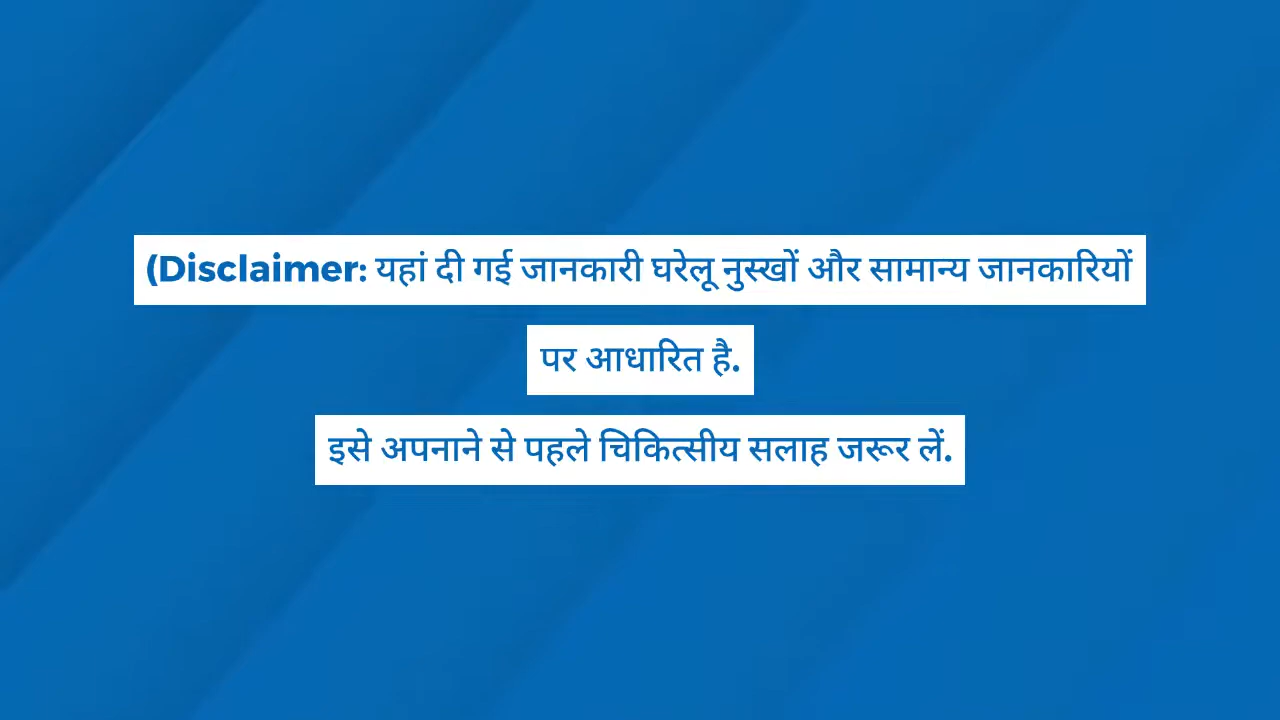 (Disclaimer: यहां दी गई जानकारी घरेलू नुस्खों और सामान्य जानकारियों
पर आधारित है.
इसे अपनाने से पहले चिकित्सीय सलाह जरूर लें.